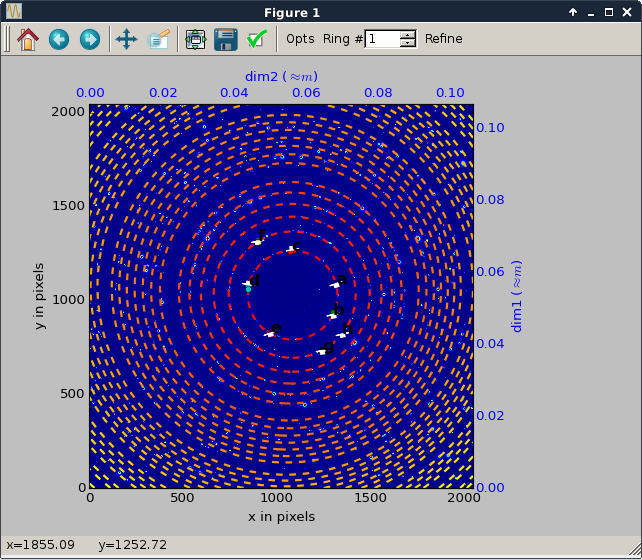 Figure 1
Opts Ring # 1 Refine
dim2 (≈m)
0.00 0.02 0.04 0.06 0.08 0.10
2000
1500
1000
500
0
y in pixels
f
c
d
a
b
e
h
g
0.10
0.08
0.06
0.04
0.02
0.00
dim1 (≈m)
0 500 1000 1500 2000
x in pixels
x=1855.09 y=1252.72